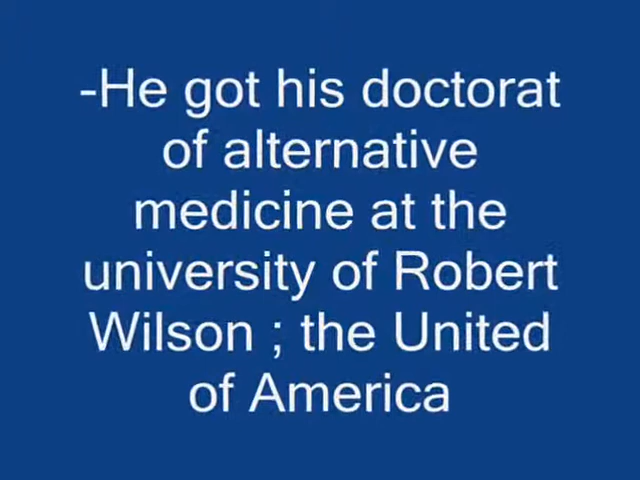 -He got his doctorat
of alternative
medicine at the
university of Robert
Wilson ; the United
of America